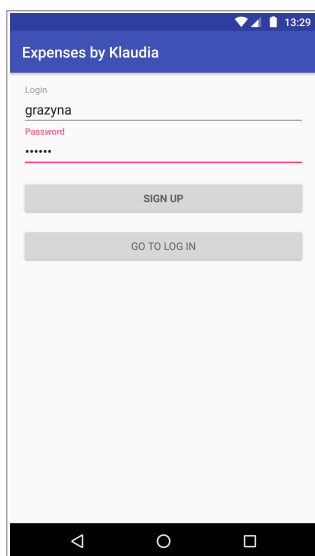 13:29
Expenses by Klaudia
Login
grazyna
Password
••••••
SIGN UP
GO TO LOG IN